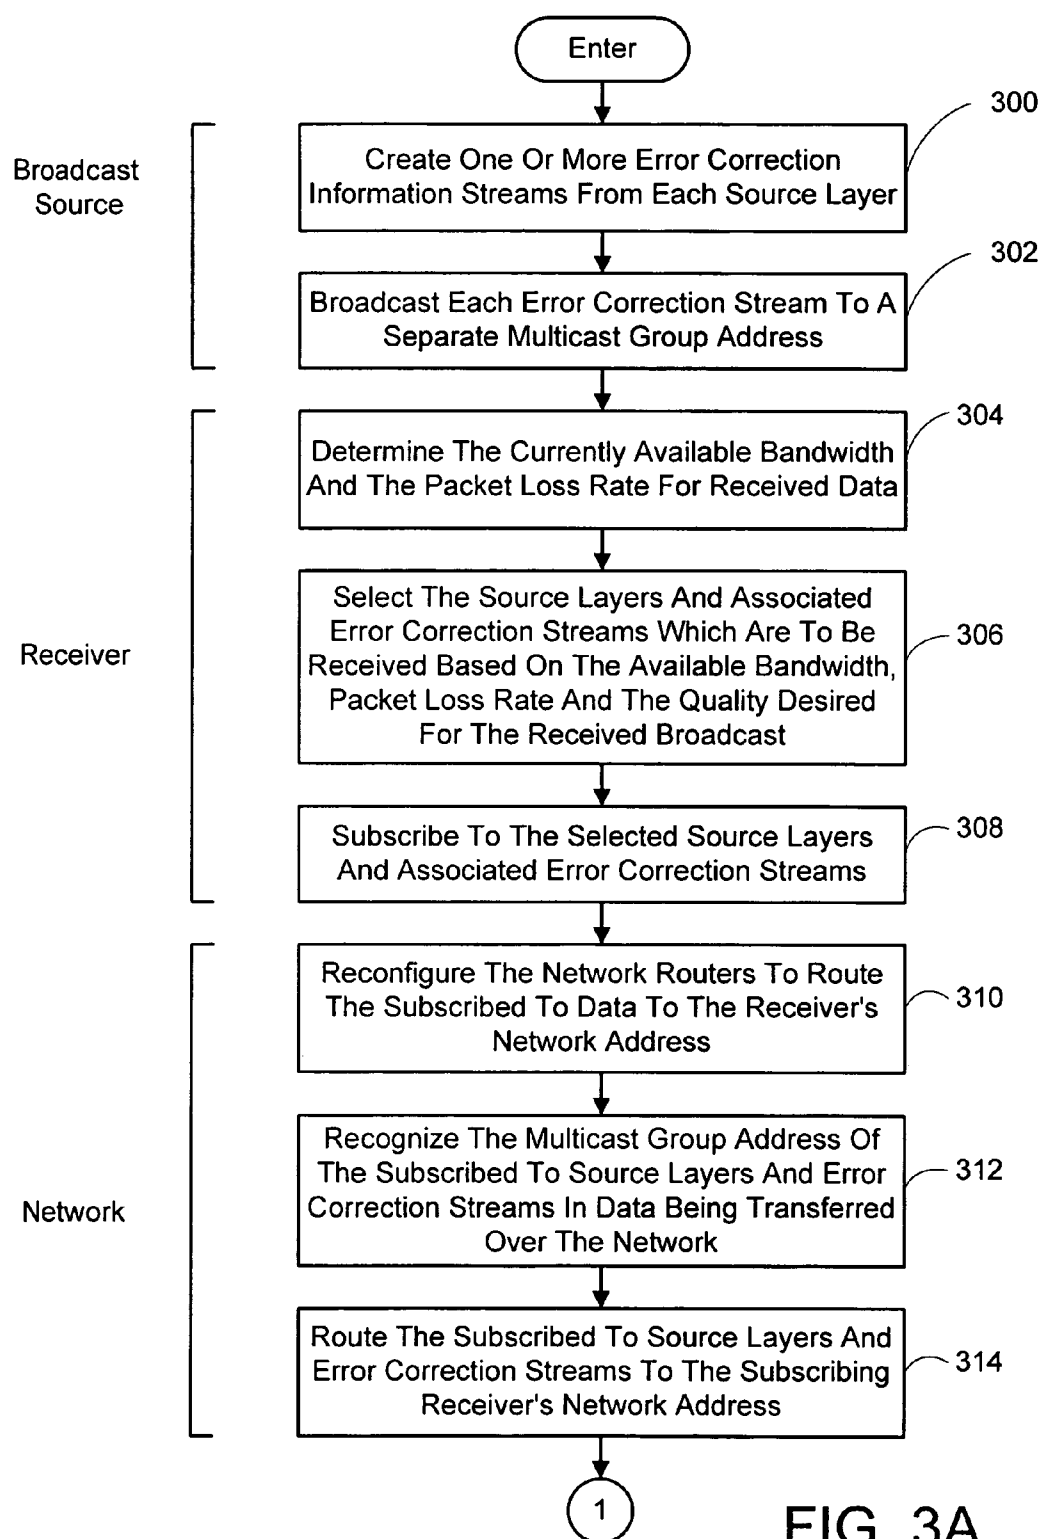 Enter
300
Broadcast
Source
Create One Or More Error Correction
Information Streams From Each Source Layer
302
Broadcast Each Error Correction Stream To A
Separate Multicast Group Address
304
Determine The Currently Available Bandwidth
And The Packet Loss Rate For Received Data
Receiver
Select The Source Layers And Associated
Error Correction Streams Which Are To Be
Received Based On The Available Bandwidth,
Packet Loss Rate And The Quality Desired
For The Received Broadcast
306
Subscribe To The Selected Source Layers
And Associated Error Correction Streams
308
Reconfigure The Network Routers To Route
The Subscribed To Data To The Receiver's
Network Address
310
Network
Recognize The Multicast Group Address Of
The Subscribed To Source Layers And Error
Correction Streams In Data Being Transferred
Over The Network
312
Route The Subscribed To Source Layers And
Error Correction Streams To The Subscribing
Receiver's Network Address
314
1
FIG. 3A